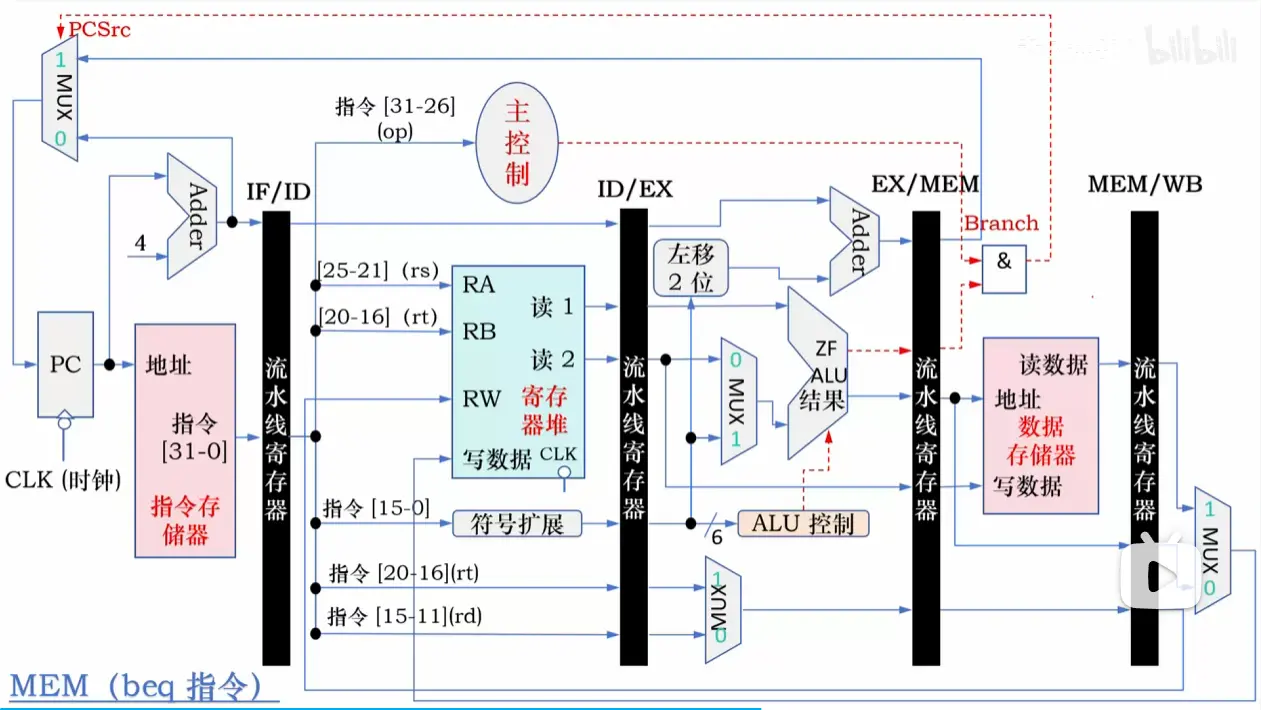 PCSrc
bilibili
1
MUX
0
指令 [31-26]
(op)
主
控
制
IF/ID
ID/EX
EX/MEM
MEM/WB
Adder
4
左移
2 位
Adder
Branch
&
[25-21]（rs）
[20-16]（rt）
RA
读 1
RB
读 2
RW
寄存
器堆
写数据
CLK
PC
CLK (时钟)
地址
指令
[31-0]
指令存
储器
流水线寄存器
流水线寄存器
0
MUX
1
ZF
ALU
结果
流水线寄存器
读数据
地址
数据
存储器
写数据
流水线寄存器
指令 [15-0]
符号扩展
6
ALU 控制
指令 [20-16](rt)
指令 [15-11](rd)
1
MUX
0
1
MUX
0
MEM（beq 指令）